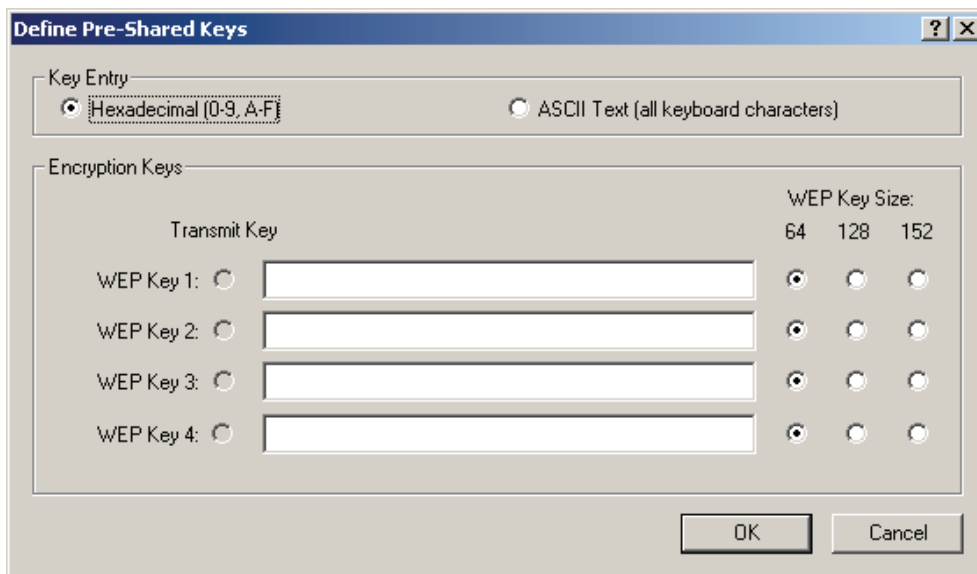 Define Pre-Shared Keys
Key Entry
Hexadecimal (0-9, A-F)
ASCII Text (all keyboard characters)
Encryption Keys
WEP Key Size:
Transmit Key
64 128 152
WEP Key 1:
WEP Key 2:
WEP Key 3:
WEP Key 4:
OK
Cancel